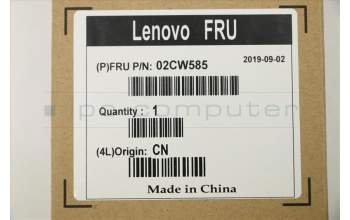 Lenovo FRU
(P)FRU P/N: 02CW585
2019-09-02
Quantity : 1
(4L)Origin: CN
Made in China